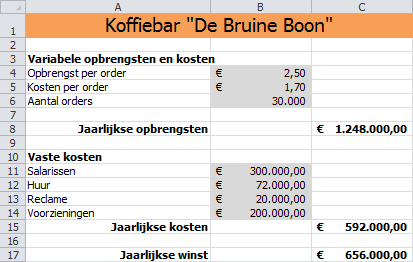 A B C
1 Koffiebar "De Bruine Boon"
2
3 Variabele opbrengsten en kosten
4 Opbrengst per order € 2,50
5 Kosten per order € 1,70
6 Aantal orders 30.000
7
8 Jaarlijkse opbrengsten € 1.248.000,00
9
10 Vaste kosten
11 Salarissen € 300.000,00
12 Huur € 72.000,00
13 Reclame € 20.000,00
14 Voorzieningen € 200.000,00
15 Jaarlijkse kosten € 592.000,00
16
17 Jaarlijkse winst € 656.000,00